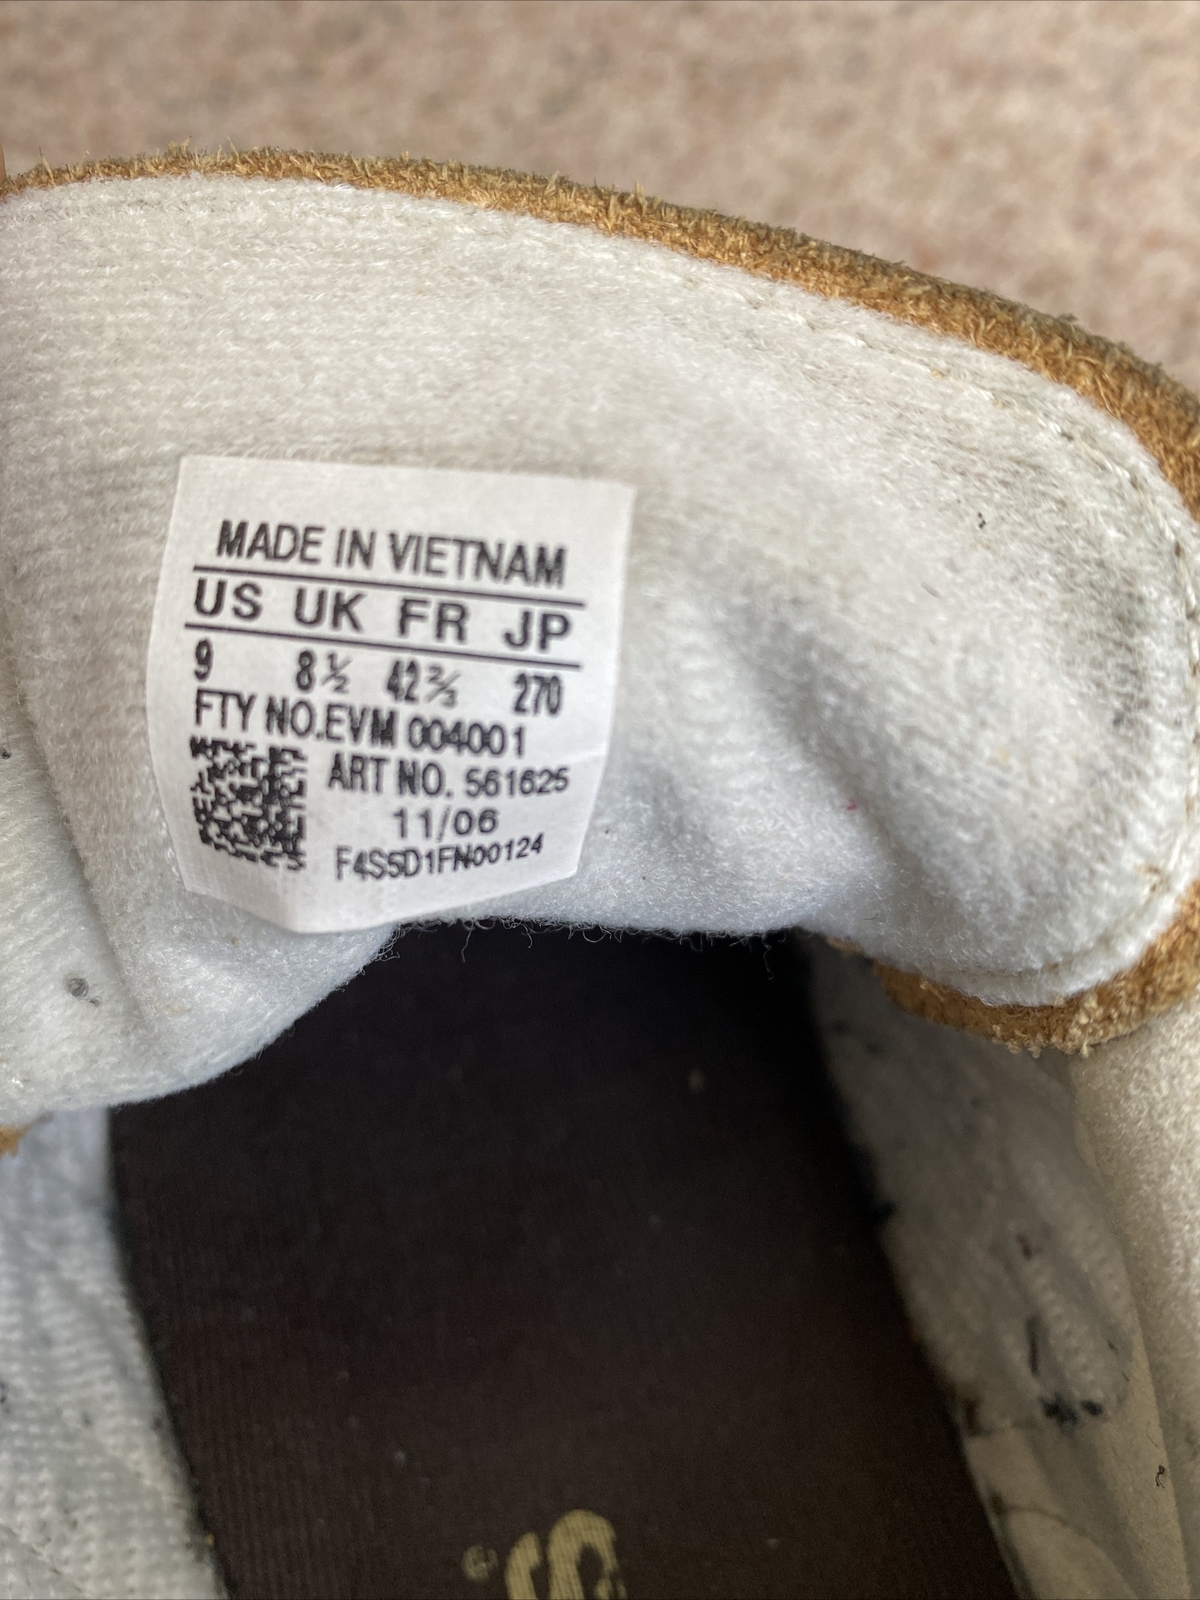 MADE IN VIETNAM
US UK FR JP
9 8½ 42⅔ 270
FTY NO.EVM 004001
ART NO. 561625
11/06
F4S5D1FN00124
S